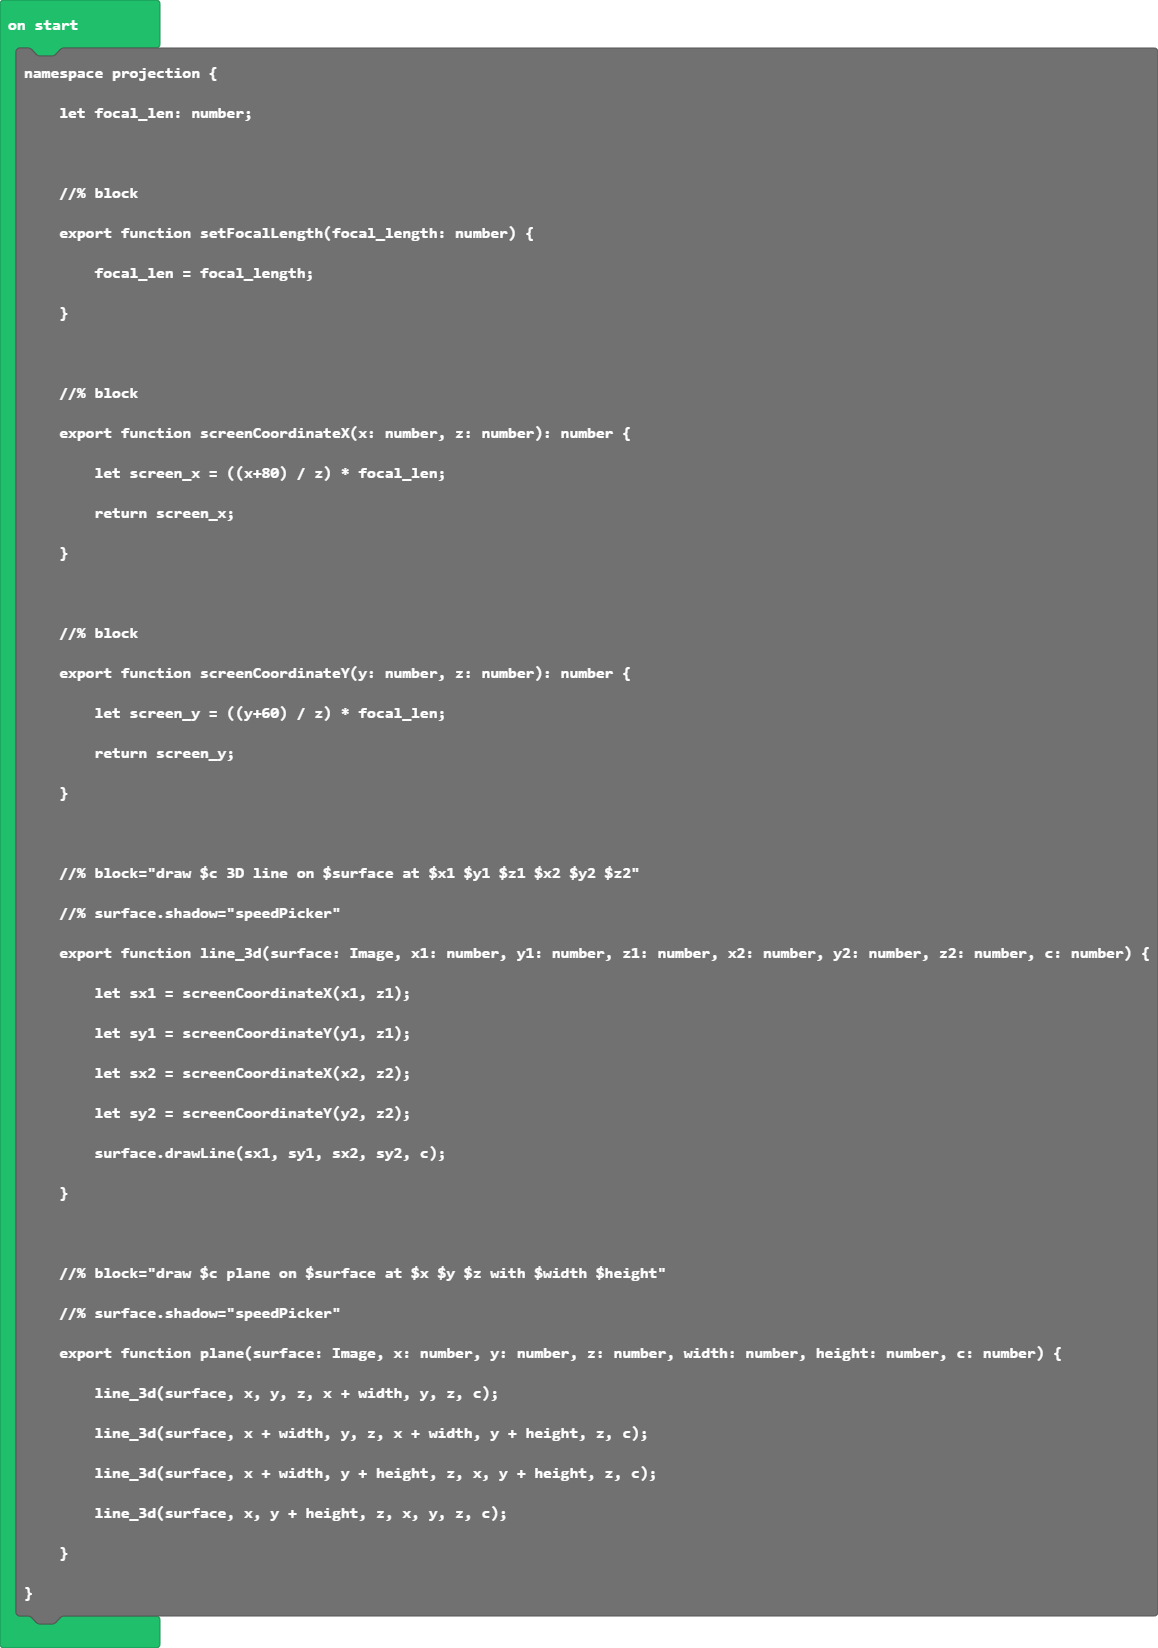 on start
namespace projection {
    let focal_len: number;
    //% block
    export function setFocalLength(focal_length: number) {
        focal_len = focal_length;
    }
    //% block
    export function screenCoordinateX(x: number, z: number): number {
        let screen_x = ((x+80) / z) * focal_len;
        return screen_x;
    }
    //% block
    export function screenCoordinateY(y: number, z: number): number {
        let screen_y = ((y+60) / z) * focal_len;
        return screen_y;
    }
    //% block="draw $c 3D line on $surface at $x1 $y1 $z1 $x2 $y2 $z2"
    //% surface.shadow="speedPicker"
    export function line_3d(surface: Image, x1: number, y1: number, z1: number, x2: number, y2: number, z2: number, c: number) {
        let sx1 = screenCoordinateX(x1, z1);
        let sy1 = screenCoordinateY(y1, z1);
        let sx2 = screenCoordinateX(x2, z2);
        let sy2 = screenCoordinateY(y2, z2);
        surface.drawLine(sx1, sy1, sx2, sy2, c);
    }
    //% block="draw $c plane on $surface at $x $y $z with $width $height"
    //% surface.shadow="speedPicker"
    export function plane(surface: Image, x: number, y: number, z: number, width: number, height: number, c: number) {
        line_3d(surface, x, y, z, x + width, y, z, c);
        line_3d(surface, x + width, y, z, x + width, y + height, z, c);
        line_3d(surface, x + width, y + height, z, x, y + height, z, c);
        line_3d(surface, x, y + height, z, x, y, z, c);
    }
}